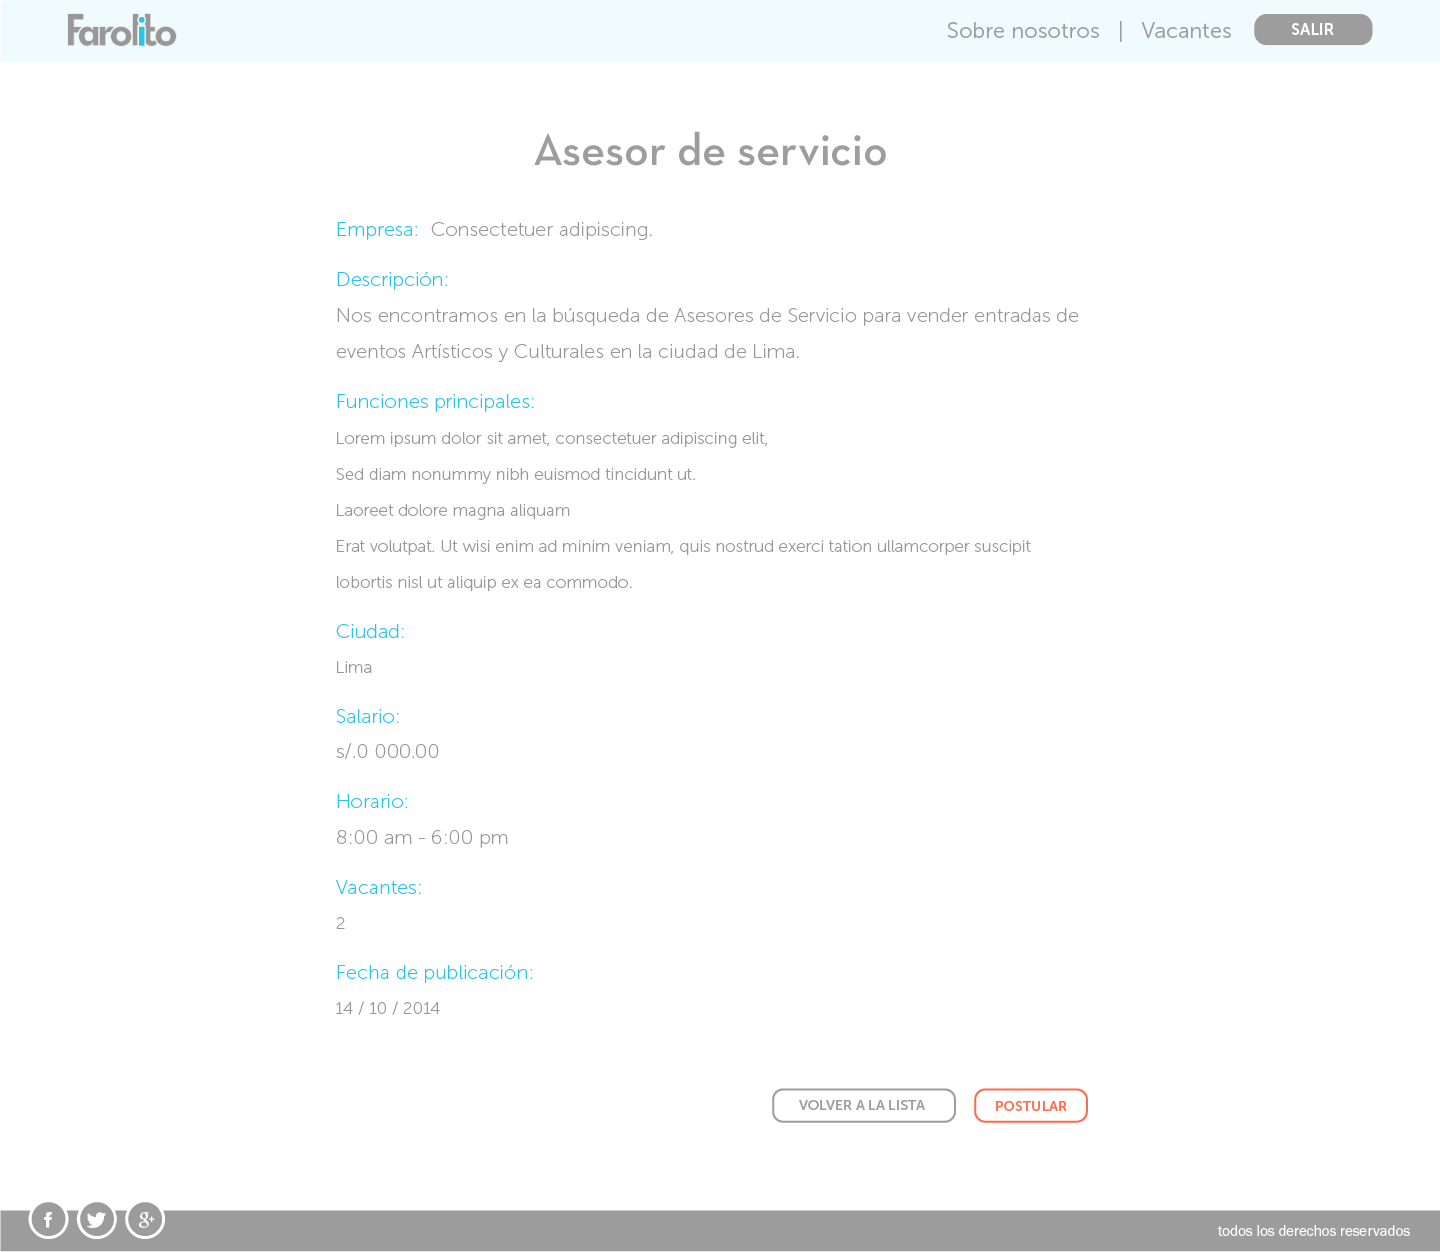 Farolito
Sobre nosotros | Vacantes SALIR
Asesor de servicio
Empresa: Consectetuer adipiscing.
Descripción:
Nos encontramos en la búsqueda de Asesores de Servicio para vender entradas de
eventos Artísticos y Culturales en la ciudad de Lima.
Funciones principales:
Lorem ipsum dolor sit amet, consectetuer adipiscing elit,
Sed diam nonummy nibh euismod tincidunt ut.
Laoreet dolore magna aliquam
Erat volutpat. Ut wisi enim ad minim veniam, quis nostrud exerci tation ullamcorper suscipit
lobortis nisl ut aliquip ex ea commodo.
Ciudad:
Lima
Salario:
s/.0 000.00
Horario:
8:00 am - 6:00 pm
Vacantes:
2
Fecha de publicación:
14 / 10 / 2014
VOLVER A LA LISTA POSTULAR
todos los derechos reservados